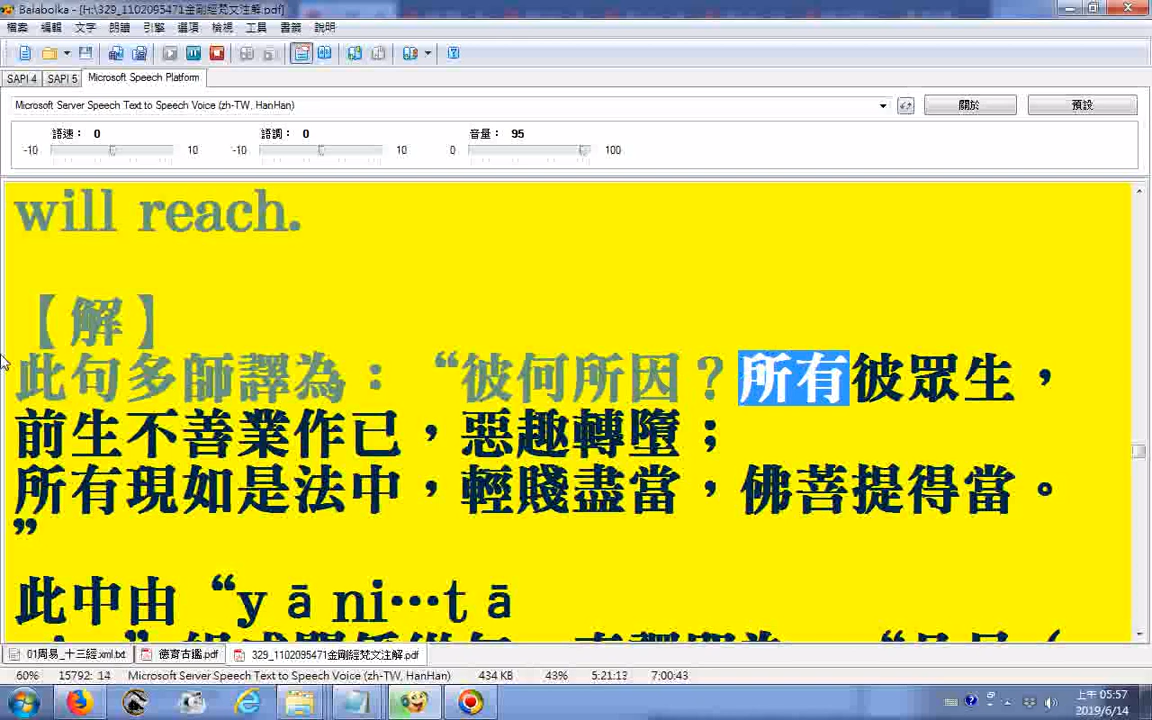 Balabolka - [H:\329_1102095471金剛經梵文注解.pdf]
檔案 編輯 文字 朗讀 引擎 選項 檢視 工具 書籤 說明
SAPI 4 SAPI 5 Microsoft Speech Platform
Microsoft Server Speech Text to Speech Voice (zh-TW, HanHan)
關於 預設
語速： 0 語調： 0 音量： 95
-10 10 -10 10 0 100
will reach.
【解】
此句多師譯為：“彼何所因？所有彼眾生，
前生不善業作已，惡趣轉墮；
所有現如是法中，輕賤盡當，佛菩提得當。
”
此中由“yāni…tā
01周易_十三經.xml.txt 德育古鑑.pdf 329_1102095471金剛經梵文注解.pdf
60% 15792: 14 Microsoft Server Speech Text to Speech Voice (zh-TW, HanHan) 434 KB 43% 5:21:13 7:00:43
上午 05:57
2019/6/14